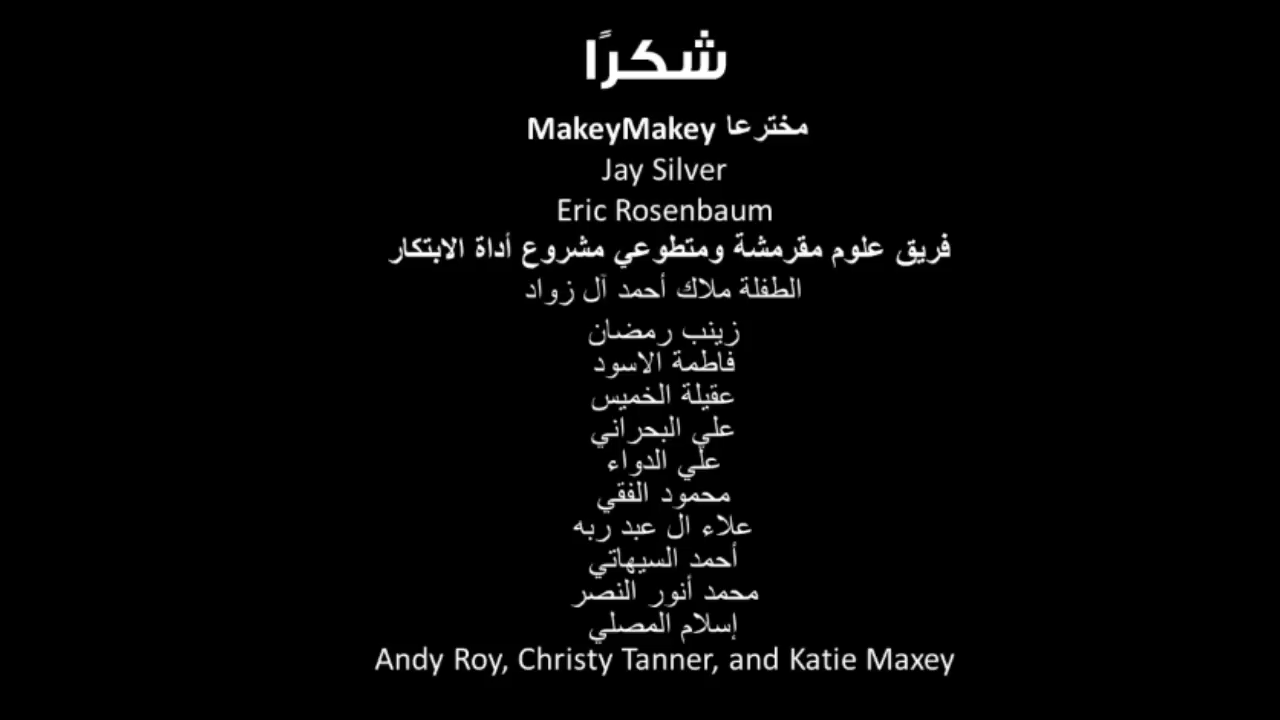 شكرًا
مخترعا MakeyMakey
Jay Silver
Eric Rosenbaum
فريق علوم مقرمشة ومتطوعي مشروع أداة الابتكار
الطفلة ملاك أحمد آل زواد
زينب رمضان
فاطمة الاسود
عقيلة الخميس
علي البحراني
علي الدواء
محمود الفقي
علاء ال عبد ربه
أحمد السيهاتي
محمد أنور النصر
إسلام المصلي
Andy Roy, Christy Tanner, and Katie Maxey